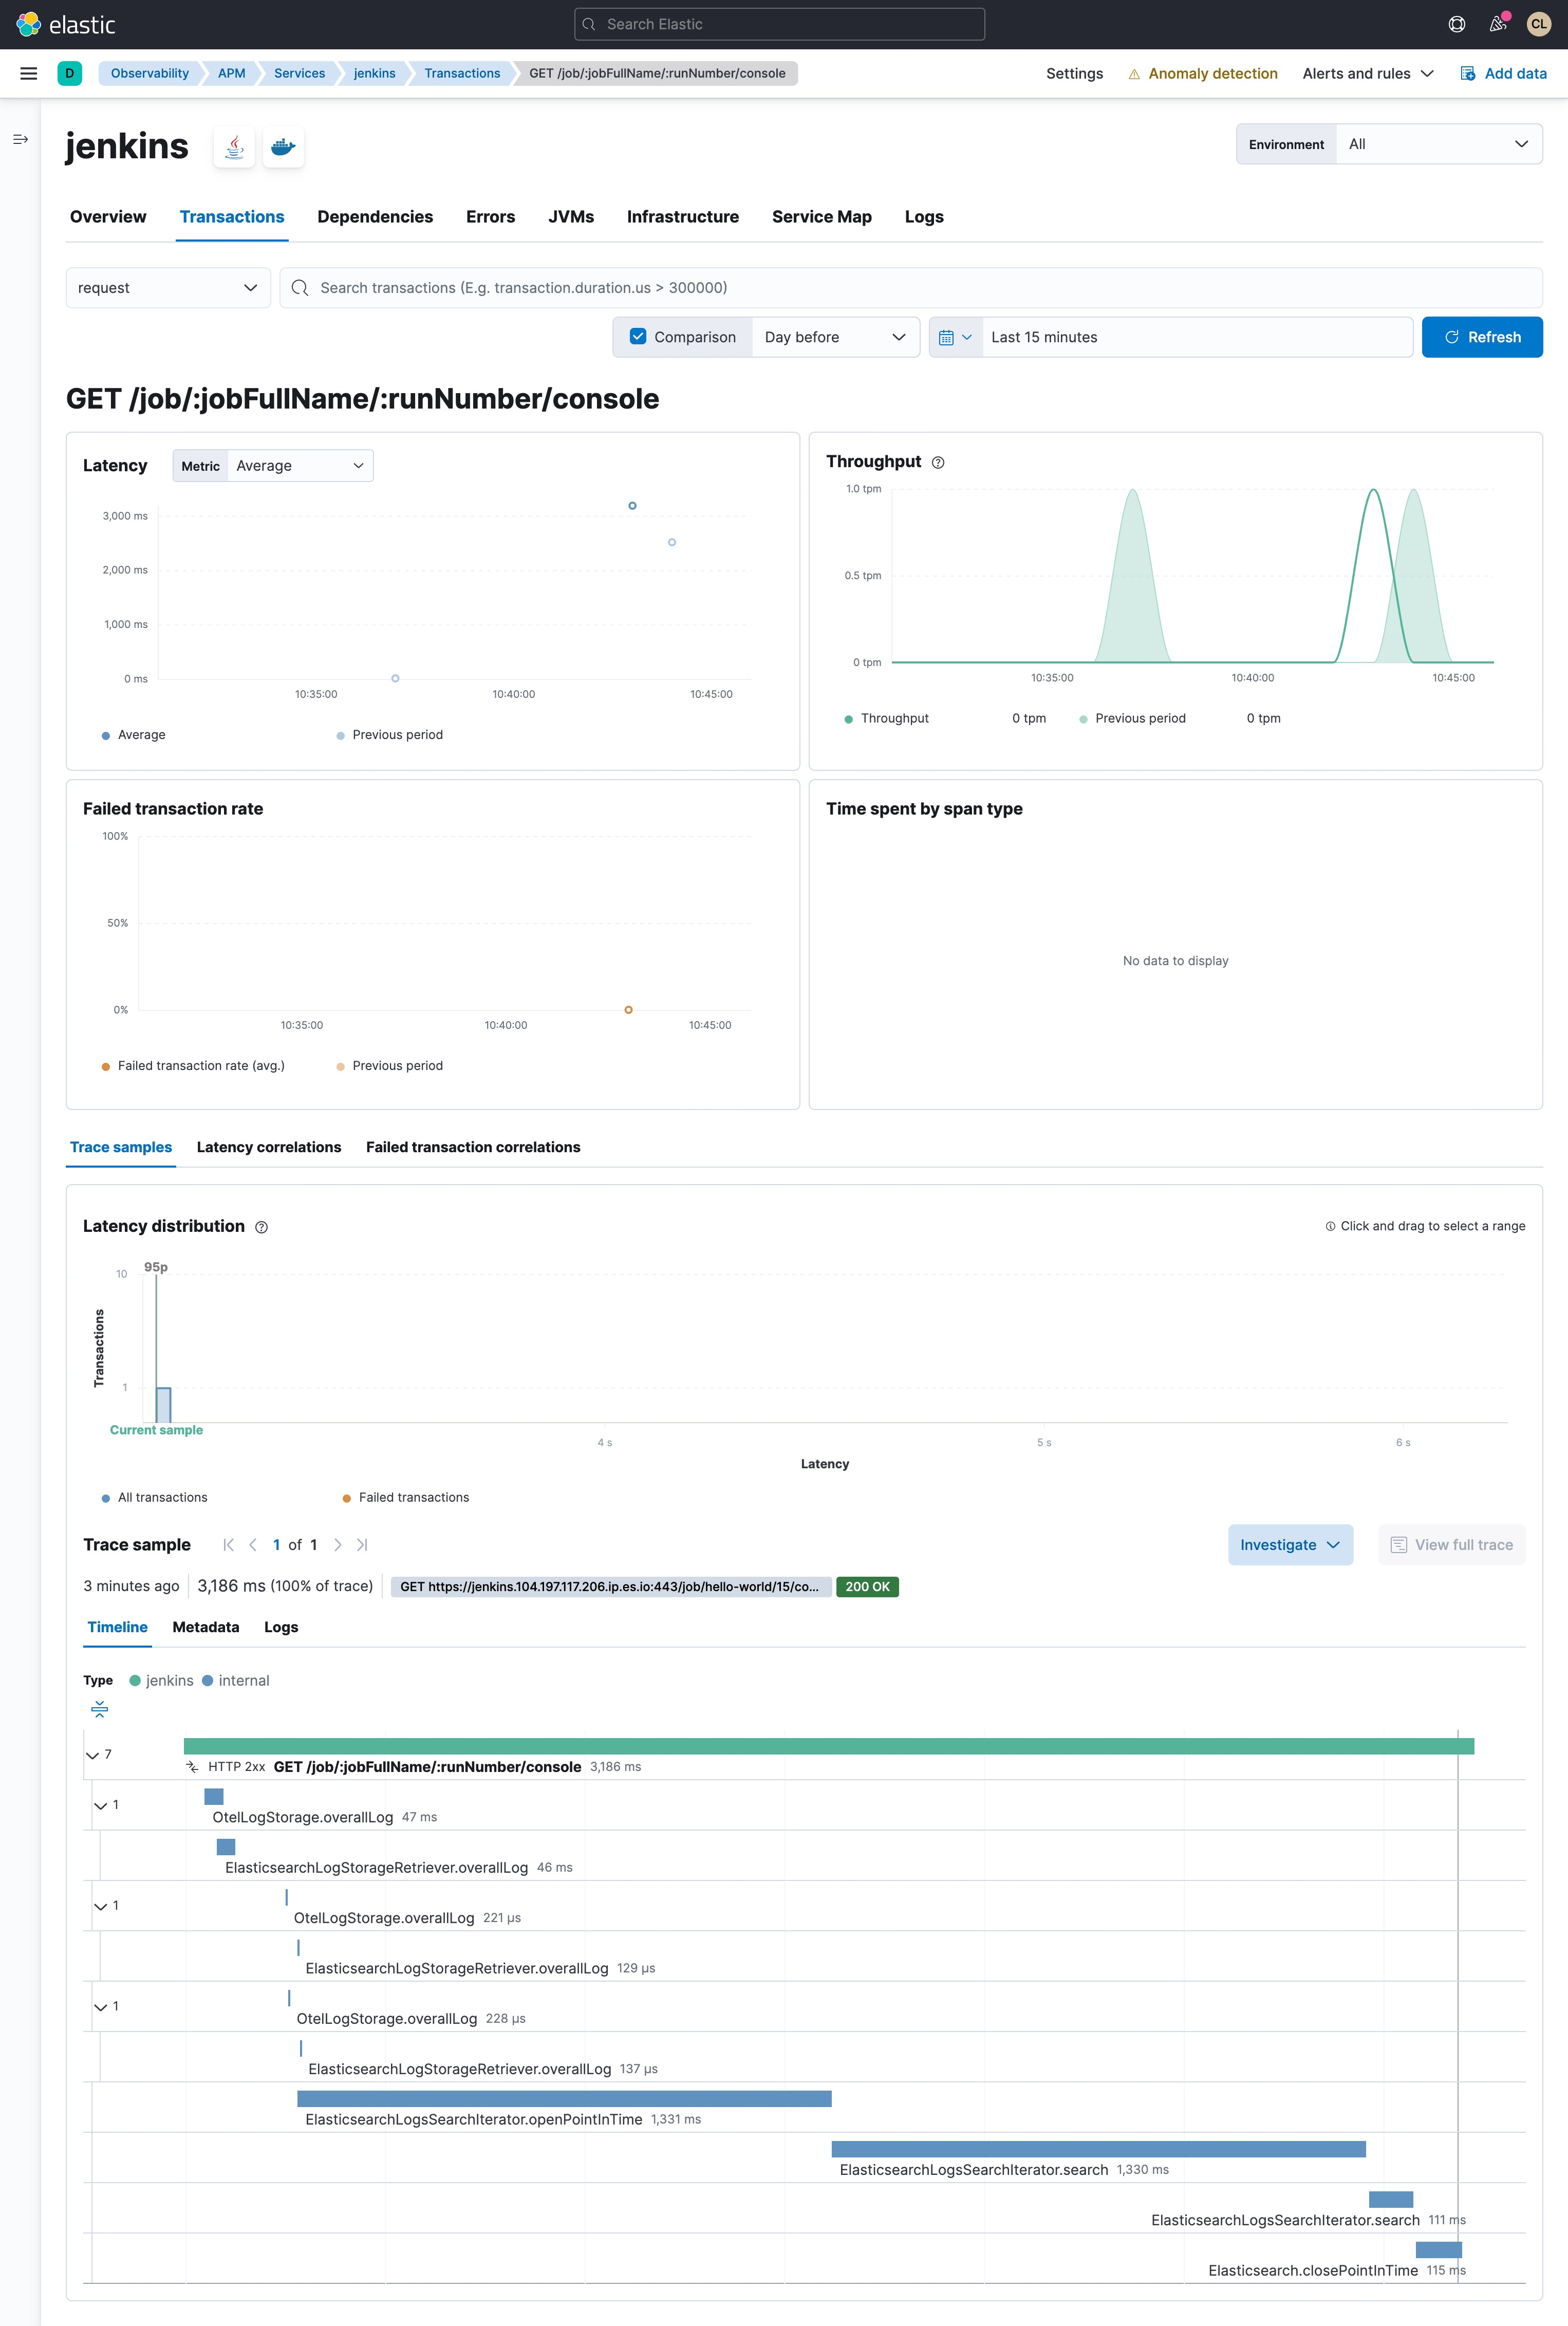 elastic
Search Elastic
CL
D
Observability
APM
Services
jenkins
Transactions
GET /job/:jobFullName/:runNumber/console
Settings
Anomaly detection
Alerts and rules
Add data
jenkins
Environment
All
Overview
Transactions
Dependencies
Errors
JVMs
Infrastructure
Service Map
Logs
request
Search transactions (E.g. transaction.duration.us > 300000)
Comparison
Day before
Last 15 minutes
Refresh
GET /job/:jobFullName/:runNumber/console
Latency
Metric
Average
3,000 ms
2,000 ms
1,000 ms
0 ms
10:35:00
10:40:00
10:45:00
Average
Previous period
Throughput
1.0 tpm
0.5 tpm
0 tpm
10:35:00
10:40:00
10:45:00
Throughput
0 tpm
Previous period
0 tpm
Failed transaction rate
100%
50%
0%
10:35:00
10:40:00
10:45:00
Failed transaction rate (avg.)
Previous period
Time spent by span type
No data to display
Trace samples
Latency correlations
Failed transaction correlations
Latency distribution
Click and drag to select a range
95p
10
1
Transactions
Current sample
4 s
5 s
6 s
Latency
All transactions
Failed transactions
Trace sample
1 of 1
Investigate
View full trace
3 minutes ago
3,186 ms (100% of trace)
GET https://jenkins.104.197.117.206.ip.es.io:443/job/hello-world/15/co...
200 OK
Timeline
Metadata
Logs
Type
jenkins
internal
7
HTTP 2xx GET /job/:jobFullName/:runNumber/console 3,186 ms
1
OtelLogStorage.overallLog 47 ms
ElasticsearchLogStorageRetriever.overallLog 46 ms
1
OtelLogStorage.overallLog 221 μs
ElasticsearchLogStorageRetriever.overallLog 129 μs
1
OtelLogStorage.overallLog 228 μs
ElasticsearchLogStorageRetriever.overallLog 137 μs
ElasticsearchLogsSearchIterator.openPointInTime 1,331 ms
ElasticsearchLogsSearchIterator.search 1,330 ms
ElasticsearchLogsSearchIterator.search 111 ms
Elasticsearch.closePointInTime 115 ms